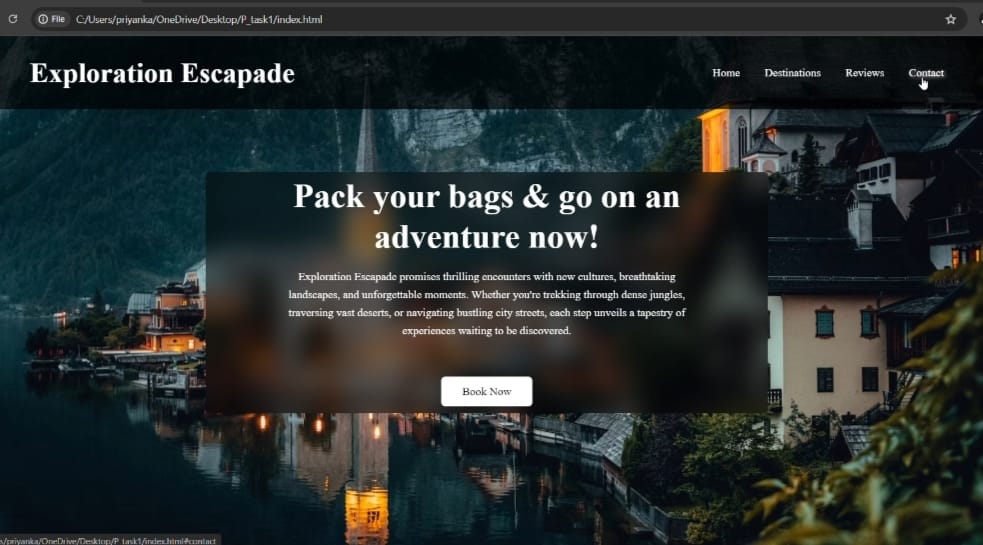 File C:/Users/priyanka/OneDrive/Desktop/P_task1/index.html
Exploration Escapade
Home Destinations Reviews Contact
Pack your bags & go on an
adventure now!
Exploration Escapade promises thrilling encounters with new cultures, breathtaking
landscapes, and unforgettable moments. Whether you're trekking through dense jungles,
traversing vast deserts, or navigating bustling city streets, each step unveils a tapestry of
experiences waiting to be discovered.
Book Now
s/priyanka/OneDrive/Desktop/P_task1/index.html#contact